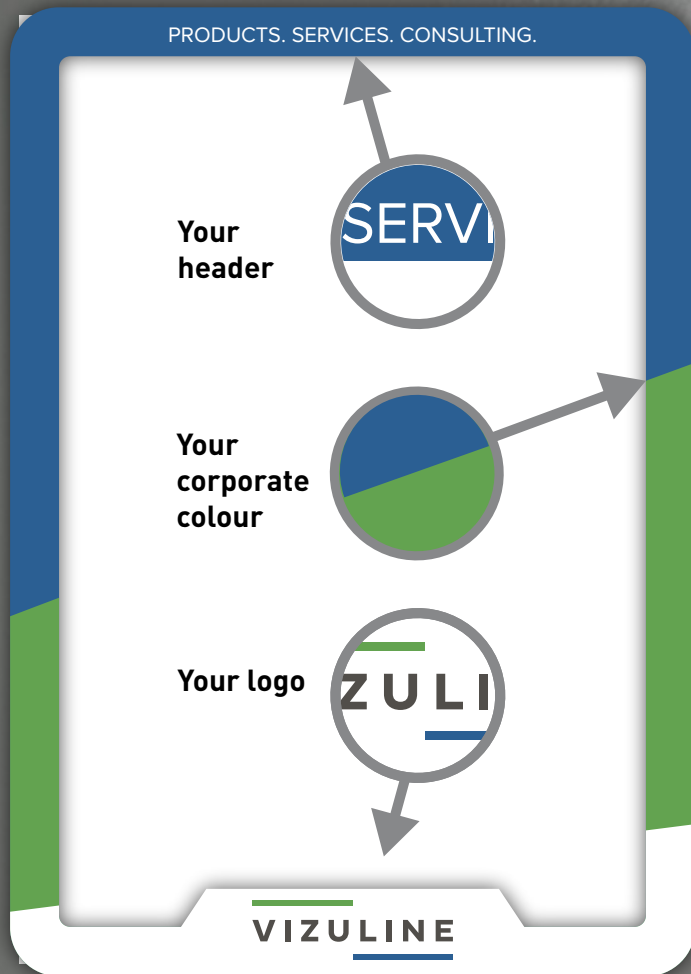 PRODUCTS. SERVICES. CONSULTING.
Your
header
SERVI
Your
corporate
colour
Your logo
ZULI
VIZULINE